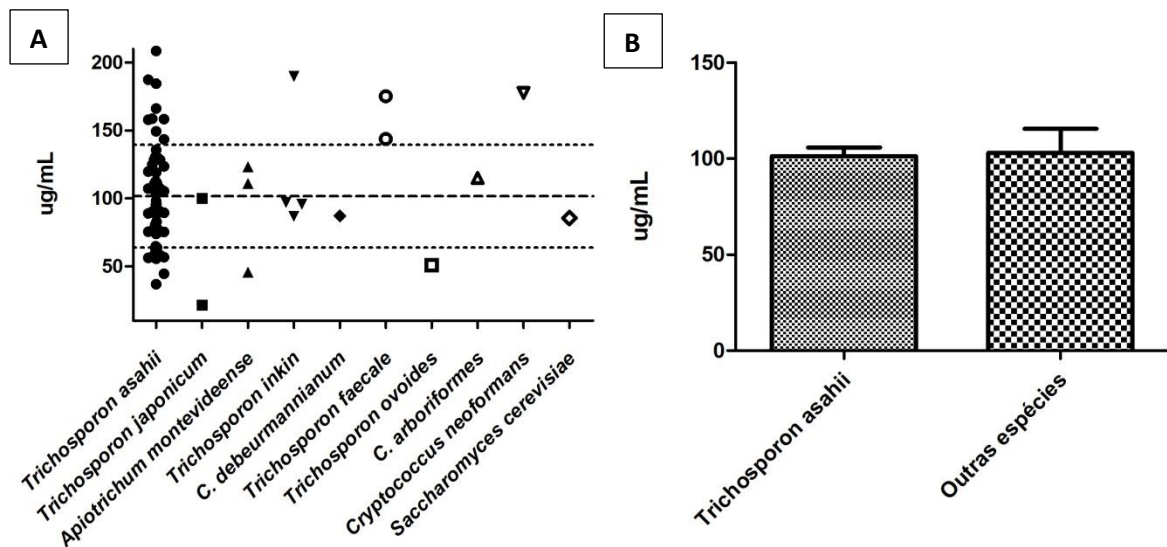 A
ug/mL
200
150
100
50
Trichosporon asahii
Trichosporon japonicum
Apiotrichum montevideense
Trichosporon inkin
C. debeurmannianum
Trichosporon faecale
Trichosporon ovoides
C. arboriformes
Cryptococcus neoformans
Saccharomyces cerevisiae
B
ug/mL
150
100
50
0
Trichosporon asahii
Outras espécies